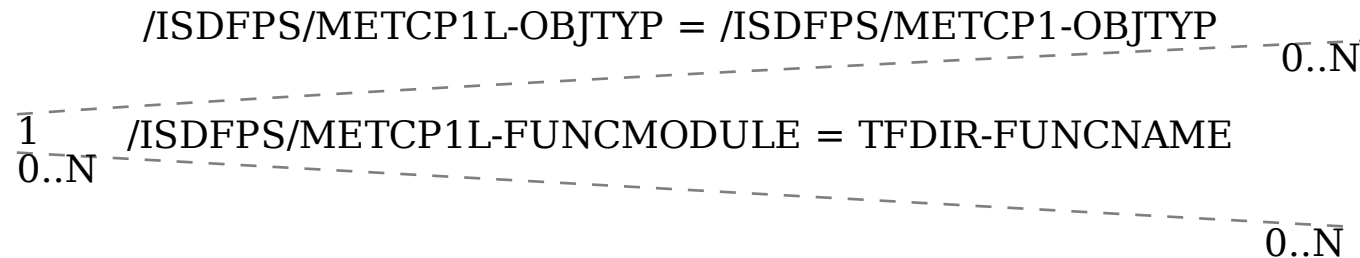 /ISDFPS/METCP1L-OBJTYP = /ISDFPS/METCP1-OBJTYP
0..N
1
/ISDFPS/METCP1L-FUNCMODULE = TFDIR-FUNCNAME
0..N
0..N